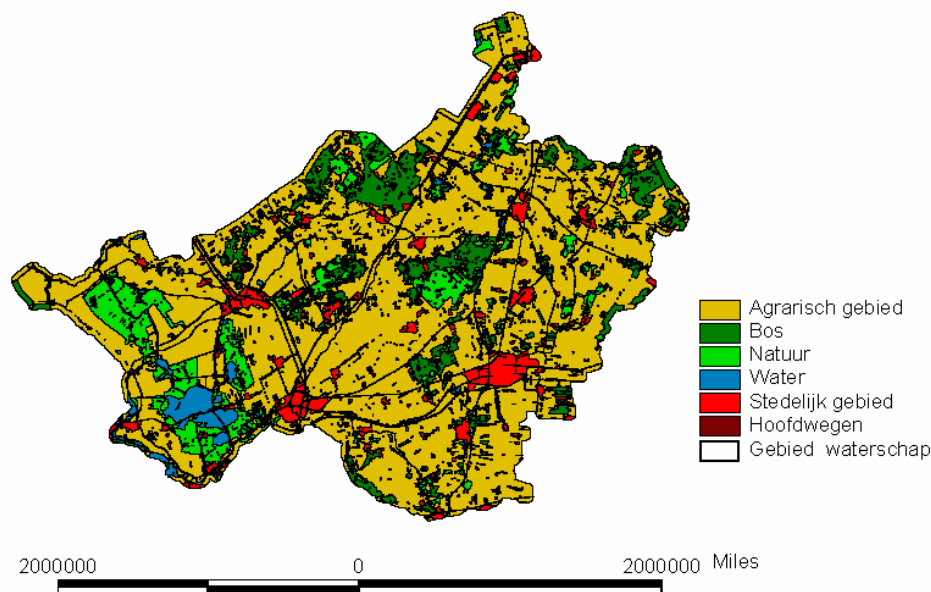 Agrarisch gebied
Bos
Natuur
Water
Stedelijk gebied
Hoofdwegen
Gebied waterschap
2000000 0 2000000 Miles